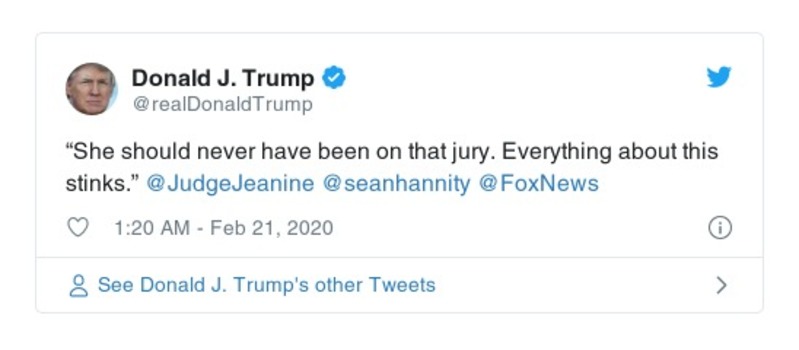 Donald J. Trump
@realDonaldTrump
“She should never have been on that jury. Everything about this
stinks.” @JudgeJeanine @seanhannity @FoxNews
1:20 AM - Feb 21, 2020
See Donald J. Trump's other Tweets